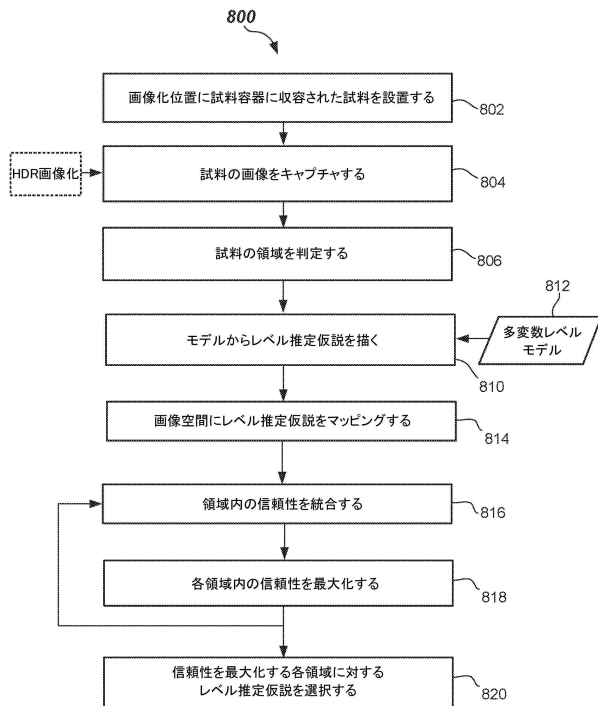 800
画像化位置に試料容器に収容された試料を設置する
802
HDR画像化
試料の画像をキャプチャする
804
試料の領域を判定する
806
812
多変数レベル
モデル
モデルからレベル推定仮説を描く
810
画像空間にレベル推定仮説をマッピングする
814
領域内の信頼性を統合する
816
各領域内の信頼性を最大化する
818
信頼性を最大化する各領域に対する
レベル推定仮説を選択する
820